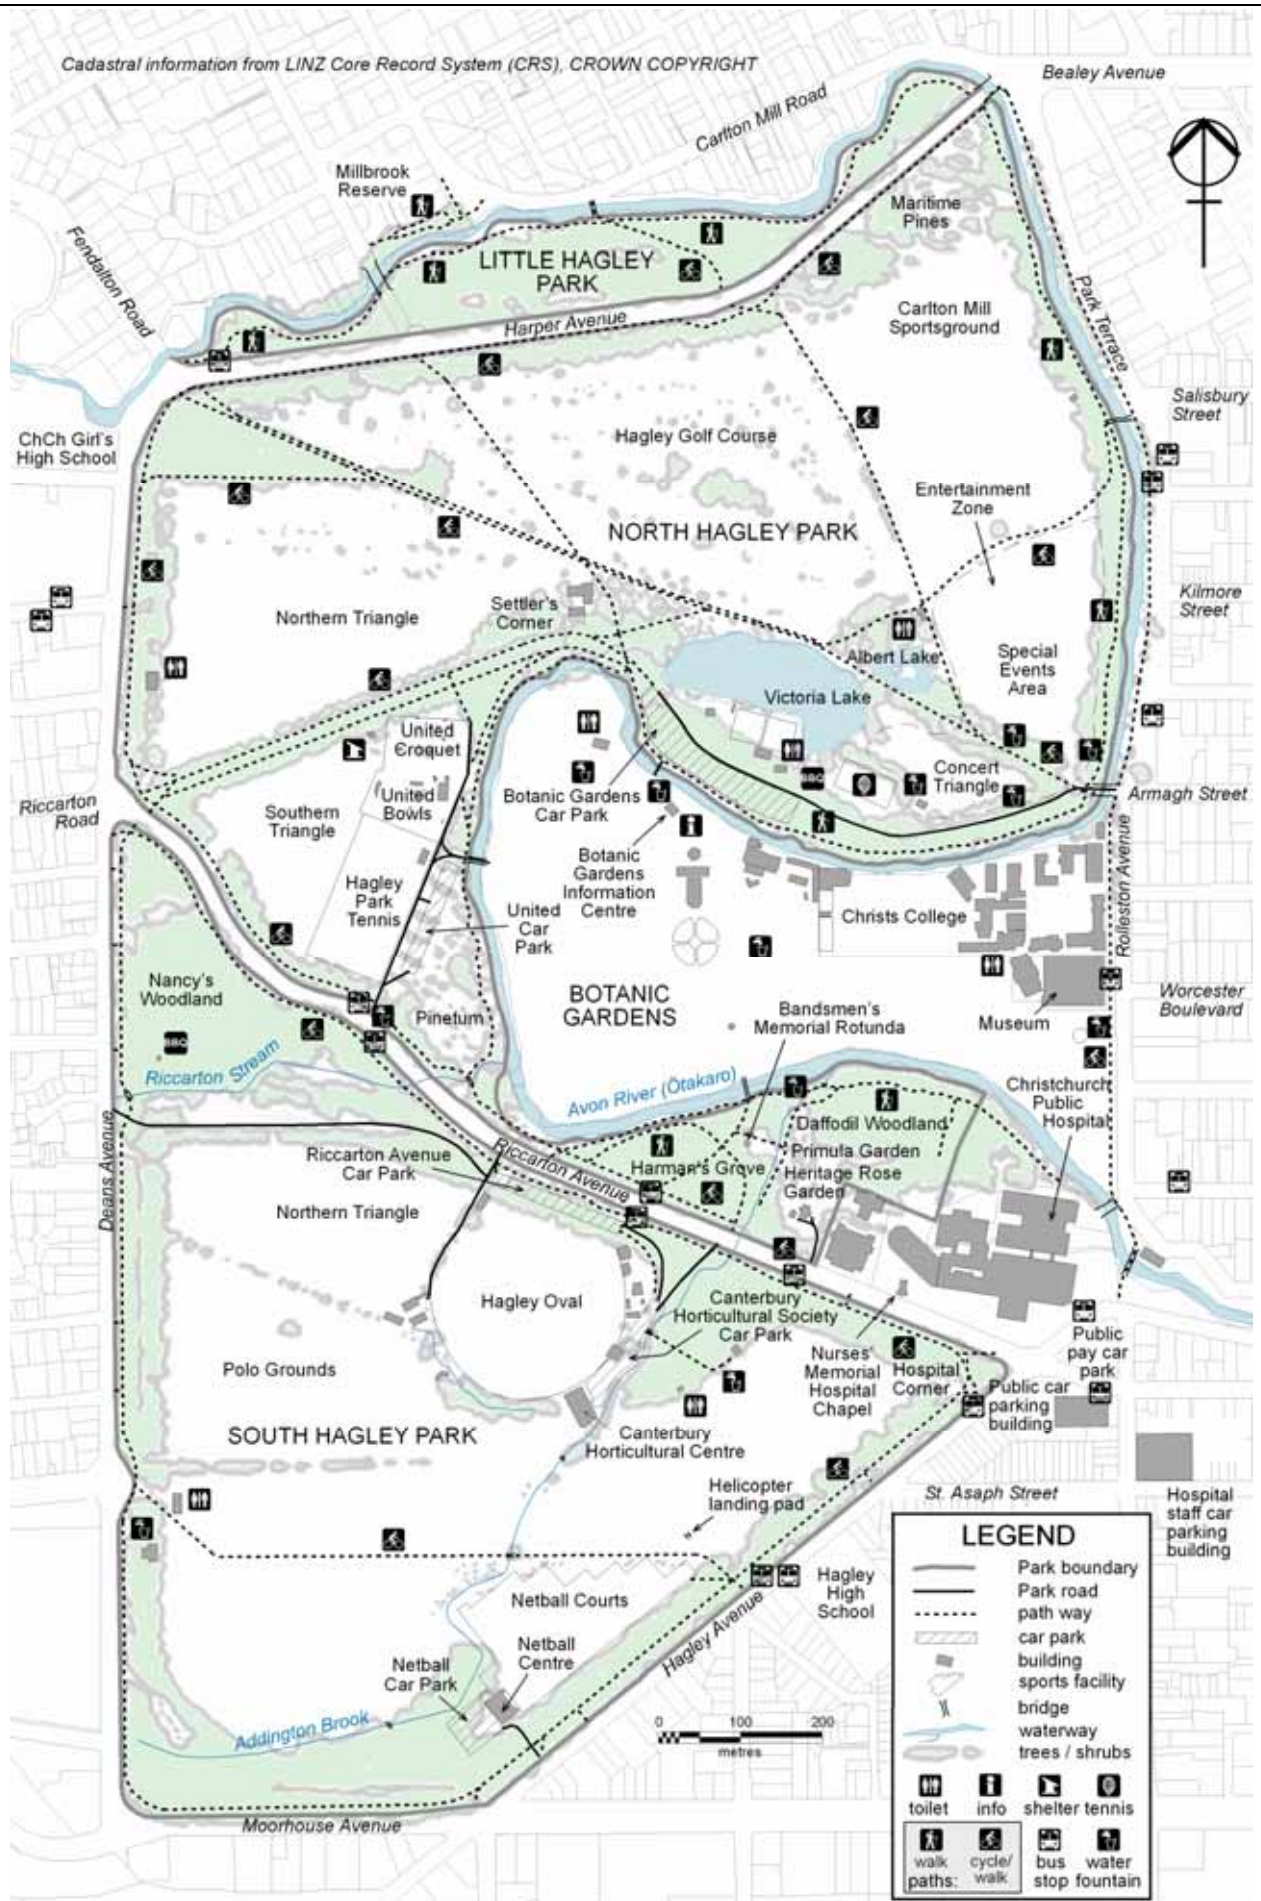 Cadastral information from LINZ Core Record System (CRS), CROWN COPYRIGHT
Bealey Avenue
Carlton Mill Road
Millbrook
Reserve
Maritime
Pines
Fendalton Road
LITTLE HAGLEY
PARK
Park Terrace
Carlton Mill
Sportsground
Harper Avenue
Salisbury
Street
ChCh Girl's
High School
Hagley Golf Course
Entertainment
Zone
NORTH HAGLEY PARK
Kilmore
Street
Northern Triangle
Settler's
Corner
Albert Lake
Special
Events
Area
Victoria Lake
United
Croquet
Riccarton
Road
Southern
Triangle
United
Bowls
Botanic Gardens
Car Park
BBQ
Concert
Triangle
Armagh Street
Botanic
Gardens
Information
Centre
Hagley
Park
Tennis
United
Car
Park
Christs College
Rolleston Avenue
Nancy's
Woodland
BBQ
Pinetum
BOTANIC
GARDENS
Bandsmen's
Memorial Rotunda
Museum
Worcester
Boulevard
Riccarton Stream
Avon River (Ōtakaro)
Christchurch
Public
Hospital
Daffodil Woodland
Primula Garden
Heritage Rose
Garden
Deans Avenue
Riccarton Avenue
Car Park
Riccarton Avenue
Harman's Grove
Northern Triangle
Hagley Oval
Canterbury
Horticultural Society
Car Park
Polo Grounds
Nurses'
Memorial
Hospital
Chapel
Hospital
Corner
Public
pay car
park
Public car
parking
building
SOUTH HAGLEY PARK
Canterbury
Horticultural Centre
Helicopter
landing pad
St. Asaph Street
Hospital
staff car
parking
building
Netball Courts
Hagley
High
School
Netball
Centre
Netball
Car Park
Hagley Avenue
Addington Brook
0 100 200
metres
Moorhouse Avenue
LEGEND
Park boundary
Park road
path way
car park
building
sports facility
bridge
waterway
trees / shrubs
toilet info shelter tennis
walk cycle/ bus water
paths: walk stop fountain